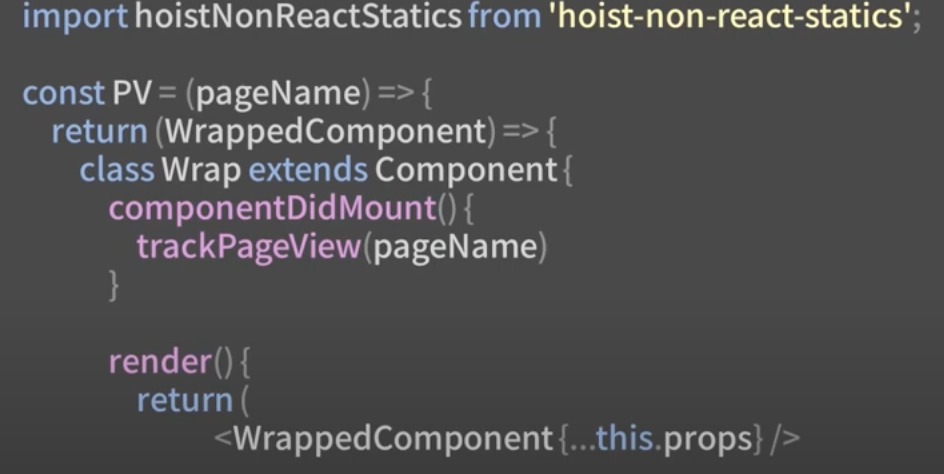 import hoistNonReactStatics from 'hoist-non-react-statics';
const PV = (pageName) => {
return (WrappedComponent) => {
class Wrap extends Component {
componentDidMount() {
trackPageView(pageName)
}
render() {
return (
<WrappedComponent {...this.props} />